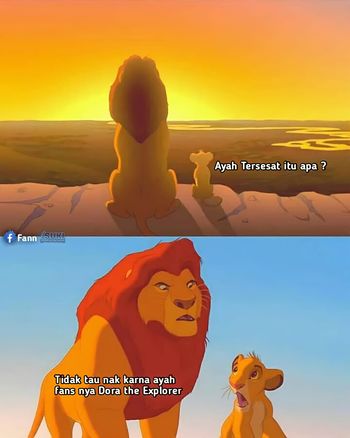 Ayah Tersesat itu apa ?
Fann
Tidak tau nak karna ayah
fans nya Dora the Explorer